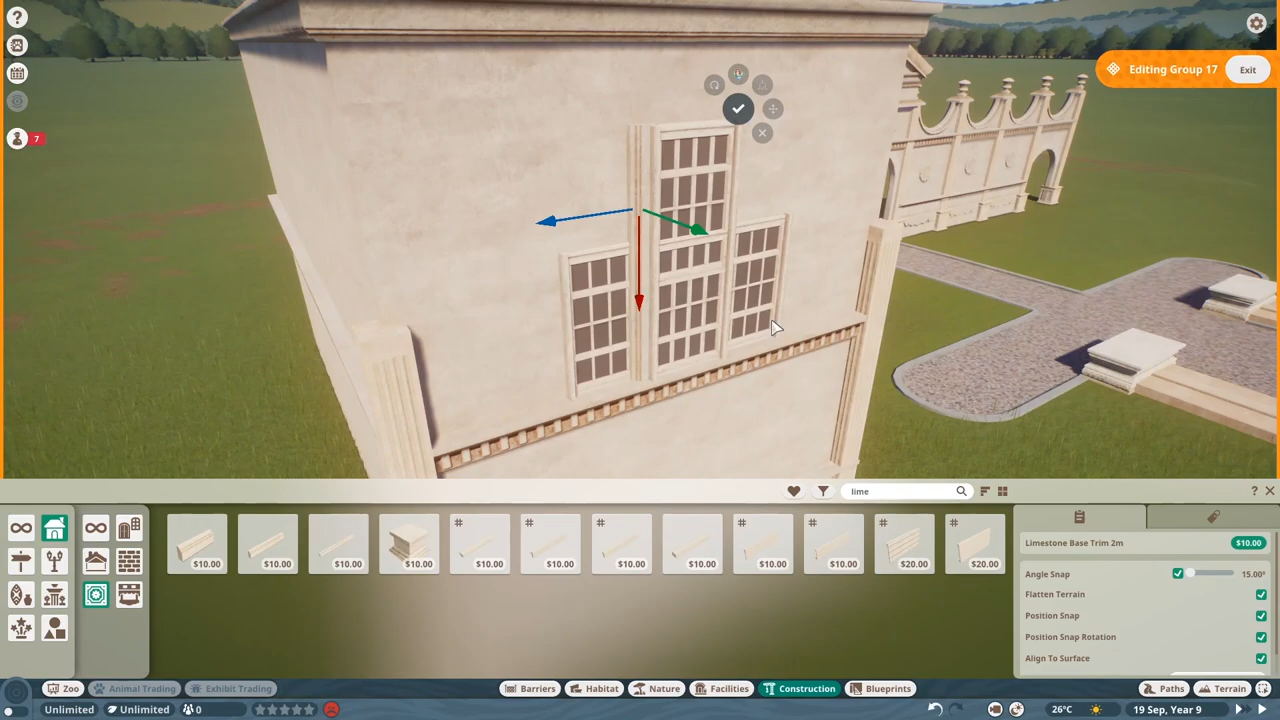 ?
Editing Group 17
Exit
7
lime
?
$10.00
$10.00
$10.00
$10.00
$10.00
$10.00
$10.00
$10.00
$10.00
$10.00
$20.00
$20.00
Limestone Base Trim 2m
$10.00
Angle Snap
15.00°
Flatten Terrain
Position Snap
Position Snap Rotation
Align To Surface
Zoo
Animal Trading
Exhibit Trading
Barriers
Habitat
Nature
Facilities
Construction
Blueprints
Paths
Terrain
Unlimited
Unlimited
0
26°C
19 Sep, Year 9